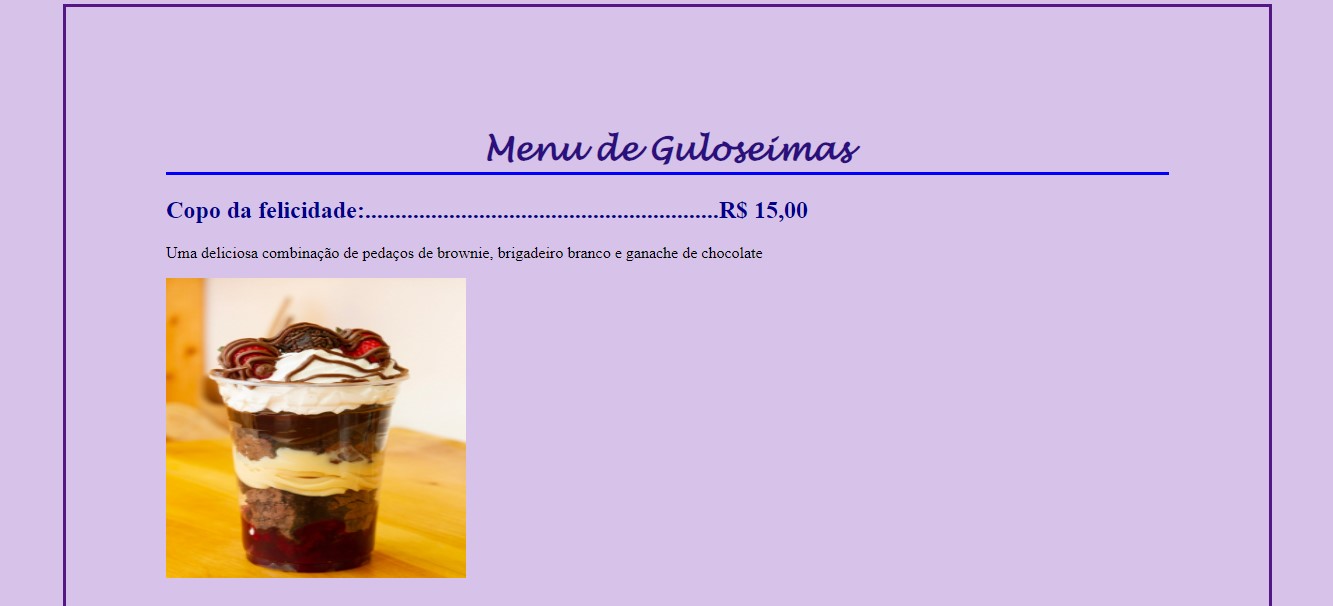 Menu de Guloseimas
Copo da felicidade:...........................................................R$ 15,00
Uma deliciosa combinação de pedaços de brownie, brigadeiro branco e ganache de chocolate